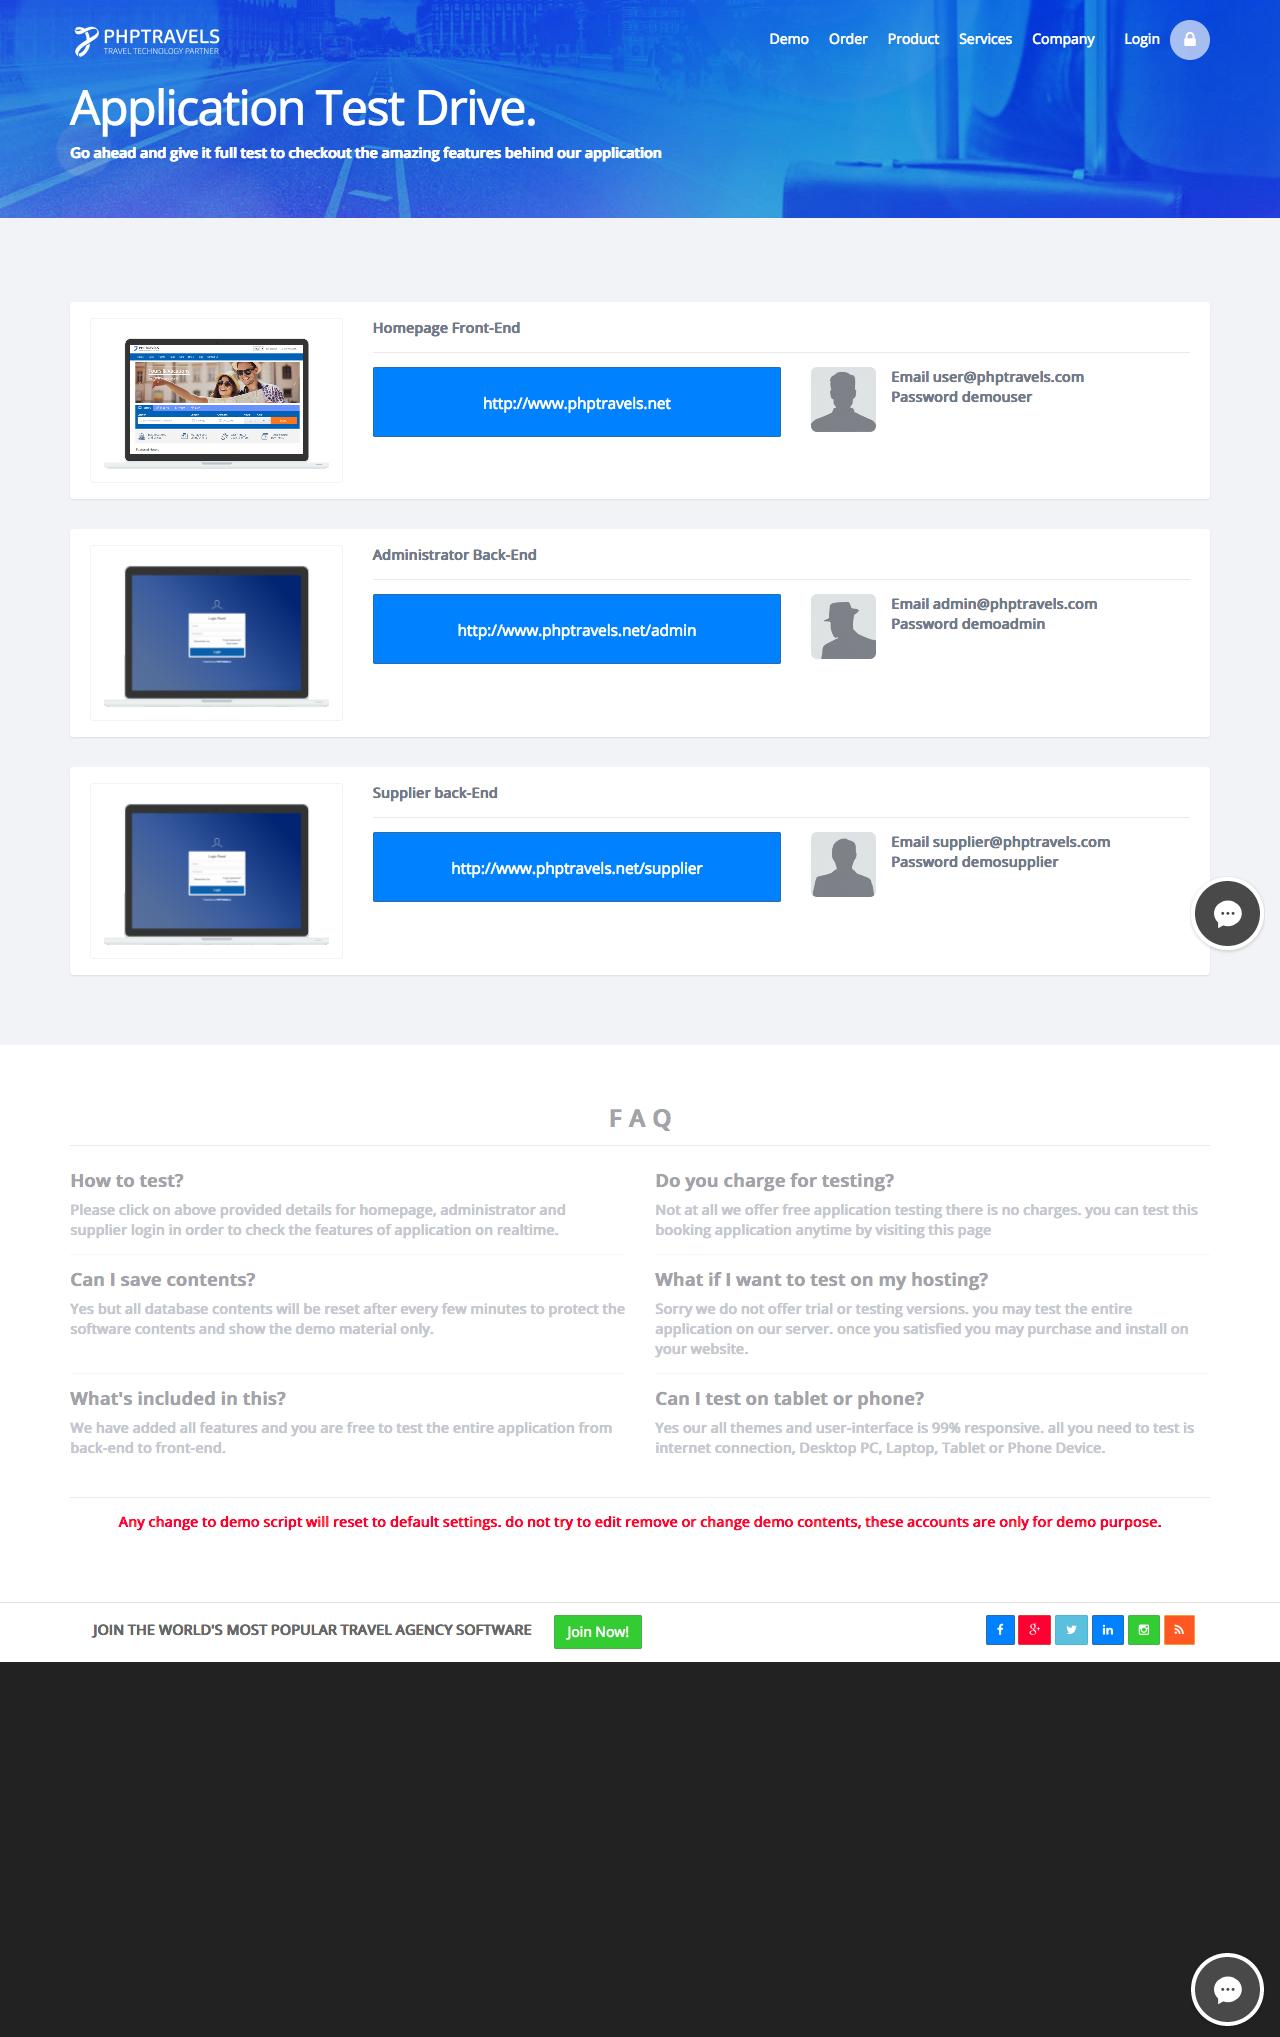 PHPTRAVELS
TRAVEL TECHNOLOGY PARTNER
Demo Order Product Services Company Login
Application Test Drive.
Go ahead and give it full test to checkout the amazing features behind our application
Homepage Front-End
http://www.phptravels.net
Email user@phptravels.com
Password demouser
Administrator Back-End
http://www.phptravels.net/admin
Email admin@phptravels.com
Password demoadmin
Supplier back-End
http://www.phptravels.net/supplier
Email supplier@phptravels.com
Password demosupplier
F A Q
How to test?
Please click on above provided details for homepage, administrator and
supplier login in order to check the features of application on realtime.
Do you charge for testing?
Not at all we offer free application testing there is no charges. you can test this
booking application anytime by visiting this page
Can I save contents?
Yes but all database contents will be reset after every few minutes to protect the
software contents and show the demo material only.
What if I want to test on my hosting?
Sorry we do not offer trial or testing versions. you may test the entire
application on our server. once you satisfied you may purchase and install on
your website.
What's included in this?
We have added all features and you are free to test the entire application from
back-end to front-end.
Can I test on tablet or phone?
Yes our all themes and user-interface is 99% responsive. all you need to test is
internet connection, Desktop PC, Laptop, Tablet or Phone Device.
Any change to demo script will reset to default settings. do not try to edit remove or change demo contents, these accounts are only for demo purpose.
JOIN THE WORLD'S MOST POPULAR TRAVEL AGENCY SOFTWARE
Join Now!